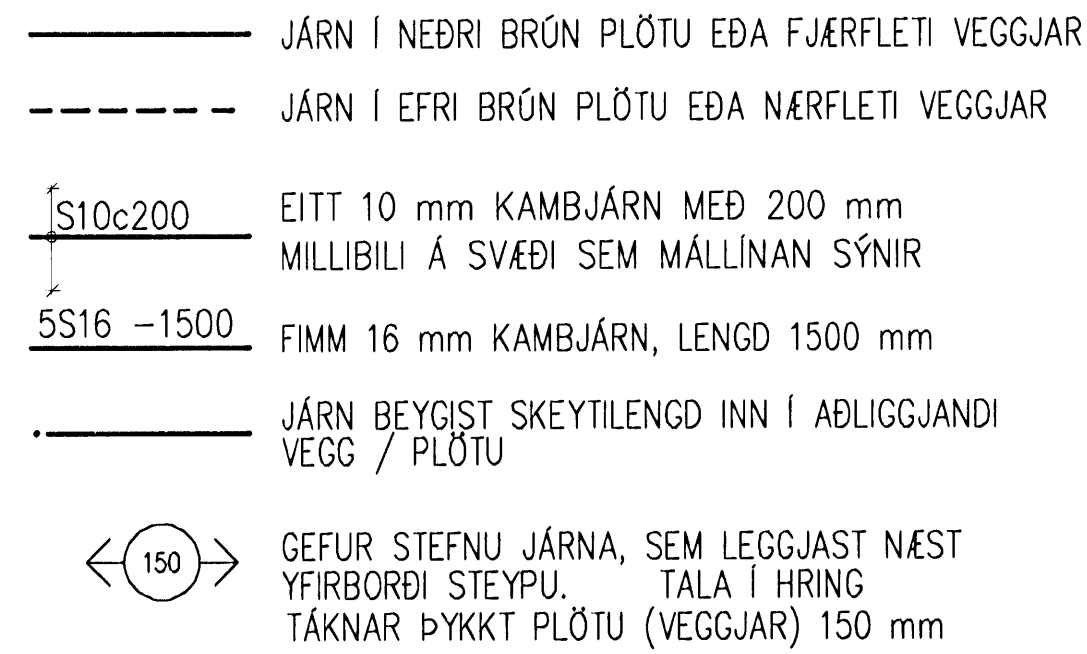 JÁRN Í NEÐRI BRÚN PLÖTU EÐA FJÆRFLETI VEGGJAR
JÁRN Í EFRI BRÚN PLÖTU EÐA NÆRFLETI VEGGJAR
S10c200
EITT 10 mm KAMBJÁRN MEÐ 200 mm
MILLIBILI Á SVÆÐI SEM MÁLLÍNAN SÝNIR
5S16 -1500
FIMM 16 mm KAMBJÁRN, LENGD 1500 mm
JÁRN BEYGIST SKEYTILENGD INN Í AÐLIGGJANDI
VEGG / PLÖTU
150
GEFUR STEFNU JÁRNA, SEM LEGGJAST NÆST
YFIRBORÐI STEYPU. TALA Í HRING
TÁKNAR ÞYKKT PLÖTU (VEGGJAR) 150 mm